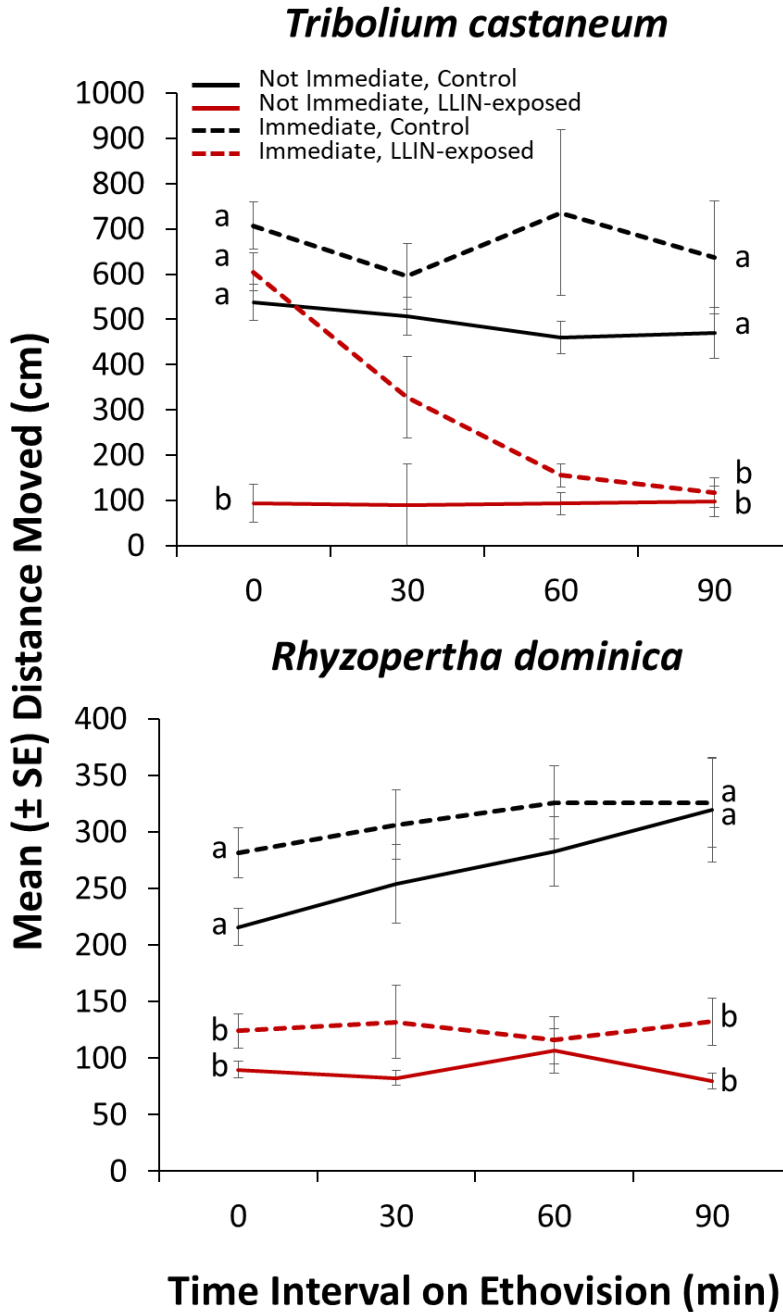 Tribolium castaneum
Not Immediate, Control
Not Immediate, LLIN-exposed
Immediate, Control
Immediate, LLIN-exposed
1000
900
800
700
600
500
400
300
200
100
0
a
a
a
b
a
a
b
b
0 30 60 90
Mean (± SE) Distance Moved (cm)
Rhyzopertha dominica
400
350
300
250
200
150
100
50
0
a
a
b
b
a
a
b
b
0 30 60 90
Time Interval on Ethovision (min)